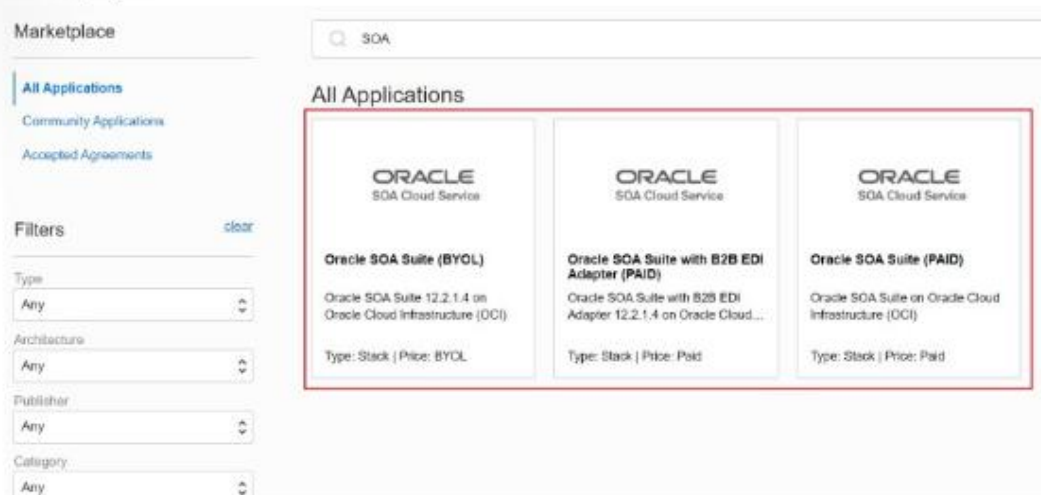 Marketplace
SOA
All Applications
Community Applications
Accepted Agreements
Filters
clear
Type
Any
Architecture
Any
Publisher
Any
Category
Any
All Applications
ORACLE
SOA Cloud Service
Oracle SOA Suite (BYOL)
Oracle SOA Suite 12.2.1.4 on
Oracle Cloud Infrastructure (OCI)
Type: Stack | Price: BYOL
ORACLE
SOA Cloud Service
Oracle SOA Suite with B2B EDI
Adapter (PAID)
Oracle SOA Suite with B2B EDI
Adapter 12.2.1.4 on Oracle Cloud...
Type: Stack | Price: Paid
ORACLE
SOA Cloud Service
Oracle SOA Suite (PAID)
Oracle SOA Suite on Oracle Cloud
Infrastructure (OCI)
Type: Stack | Price: Paid